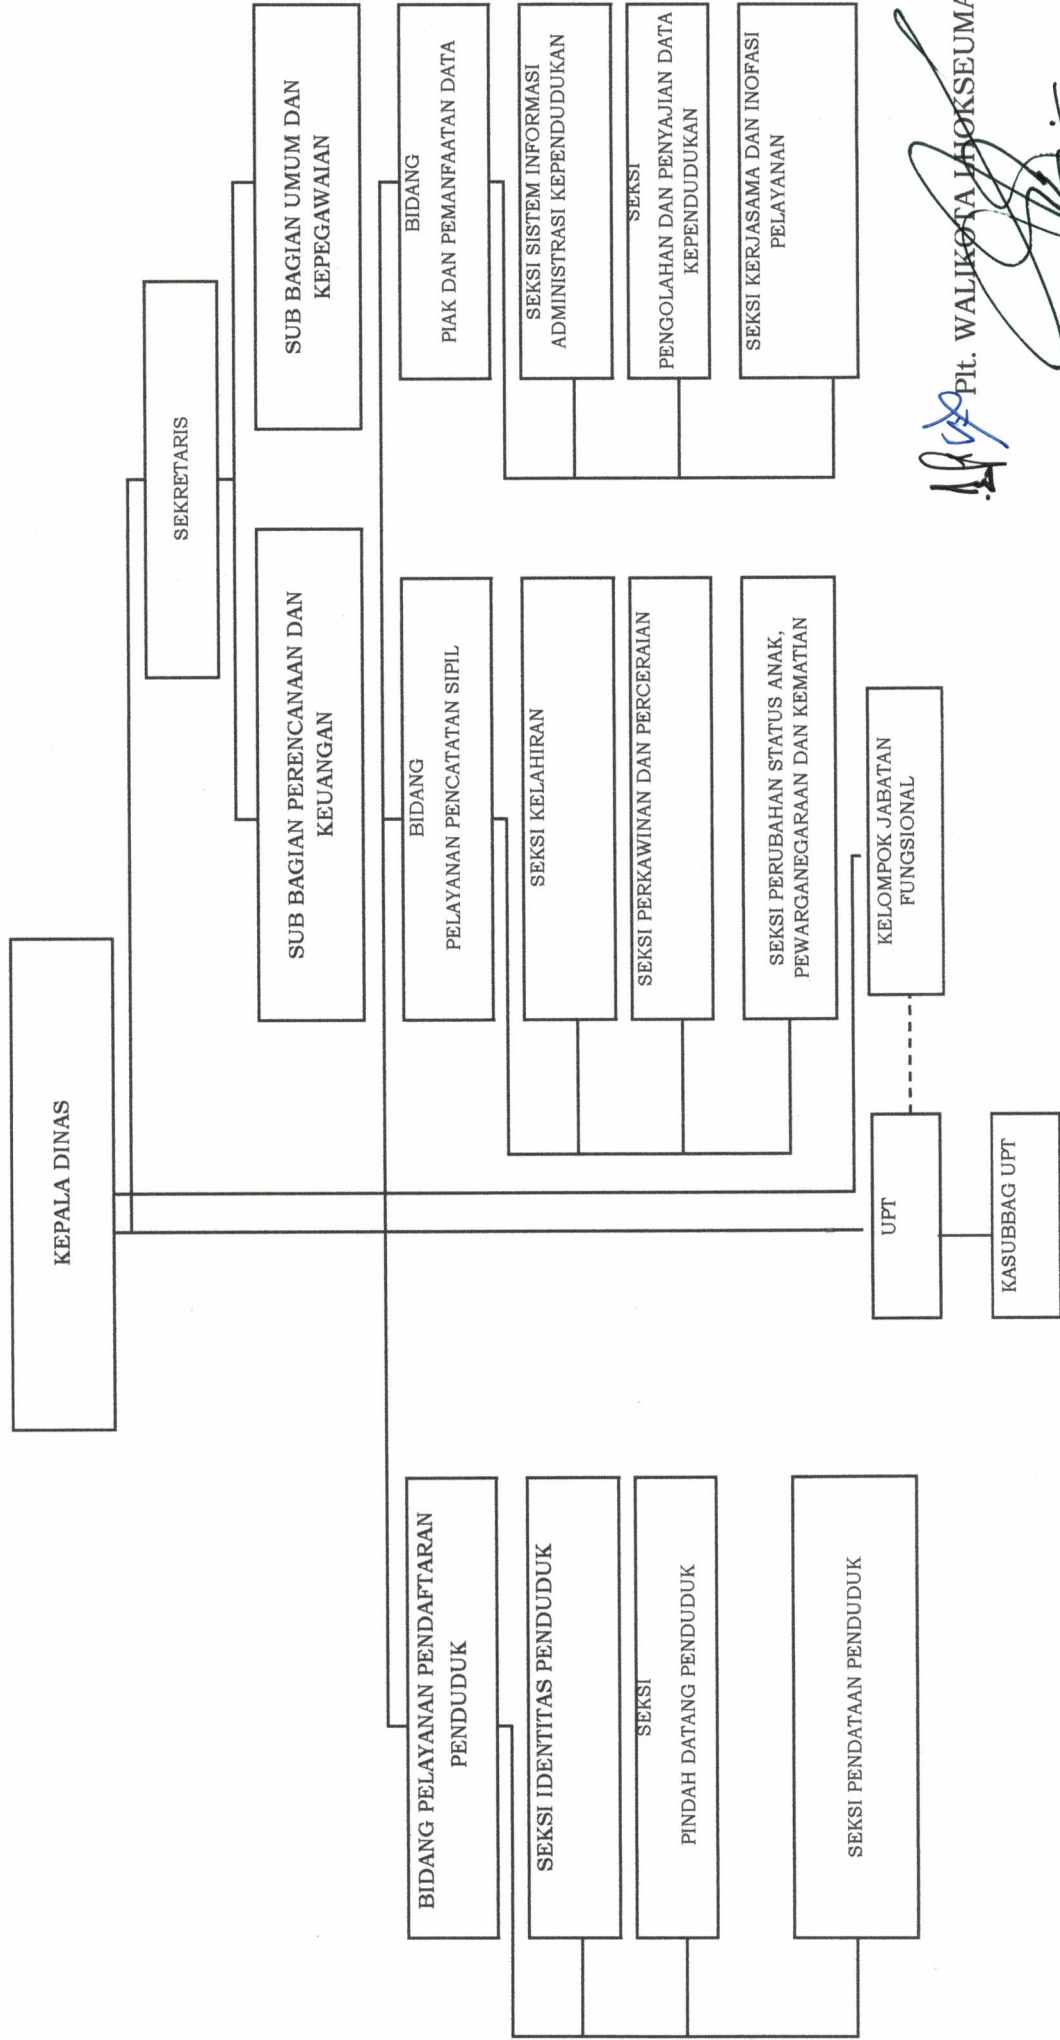 KEPALA DINAS
SEKRETARIS
SUB BAGIAN PERENCANAAN DAN
KEUANGAN
SUB BAGIAN UMUM DAN
KEPEGAWAIAN
BIDANG PELAYANAN PENDAFTARAN
PENDUDUK
SEKSI IDENTITAS PENDUDUK
SEKSI
PINDAH DATANG PENDUDUK
SEKSI PENDATAAN PENDUDUK
BIDANG
PELAYANAN PENCATATAN SIPIL
SEKSI KELAHIRAN
SEKSI PERKAWINAN DAN PERCERAIAN
SEKSI PERUBAHAN STATUS ANAK,
PEWARGANEGARAAN DAN KEMATIAN
BIDANG
PIAK DAN PEMANFAATAN DATA
SEKSI SISTEM INFORMASI
ADMINISTRASI KEPENDUDUKAN
SEKSI
PENGOLAHAN DAN PENYAJIAN DATA
KEPENDUDUKAN
SEKSI KERJASAMA DAN INOFASI
PELAYANAN
UPT
KELOMPOK JABATAN
FUNGSIONAL
KASUBBAG UPT
Plt. WALIKOTA LHOKSEUMA